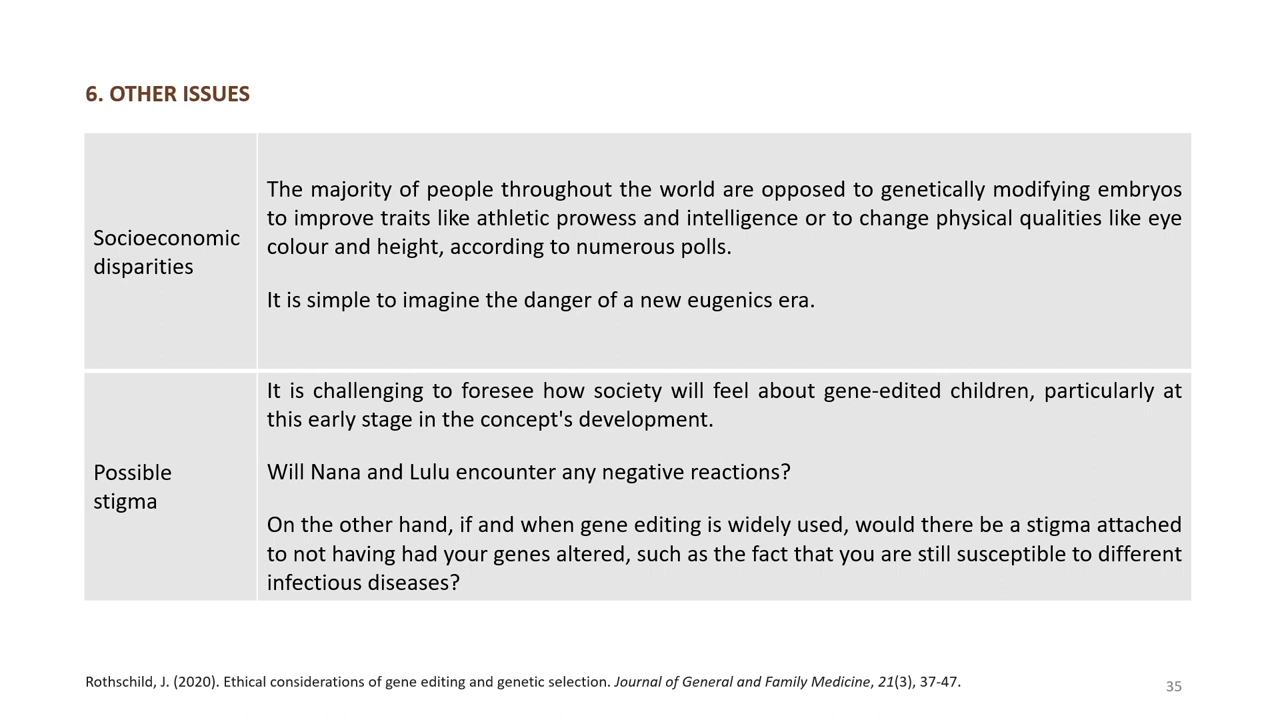 6. OTHER ISSUES
Socioeconomic
disparities
The majority of people throughout the world are opposed to genetically modifying embryos
to improve traits like athletic prowess and intelligence or to change physical qualities like eye
colour and height, according to numerous polls.
It is simple to imagine the danger of a new eugenics era.
Possible
stigma
It is challenging to foresee how society will feel about gene-edited children, particularly at
this early stage in the concept's development.
Will Nana and Lulu encounter any negative reactions?
On the other hand, if and when gene editing is widely used, would there be a stigma attached
to not having had your genes altered, such as the fact that you are still susceptible to different
infectious diseases?
Rothschild, J. (2020). Ethical considerations of gene editing and genetic selection. Journal of General and Family Medicine, 21(3), 37-47.
35